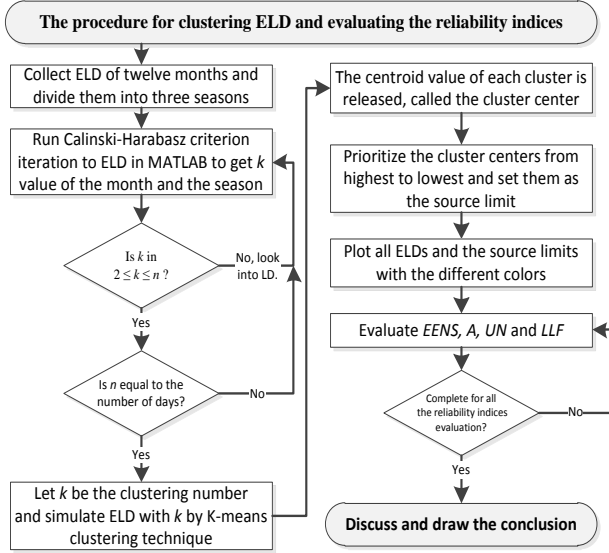 The procedure for clustering ELD and evaluating the reliability indices
Collect ELD of twelve months and
divide them into three seasons
Run Calinski-Harabasz criterion
iteration to ELD in MATLAB to get k
value of the month and the season
Is k in
2 ≤ k ≤ n ?
No, look
into LD.
Yes
Is n equal to the
number of days?
No
Yes
Let k be the clustering number
and simulate ELD with k by K-means
clustering technique
The centroid value of each cluster is
released, called the cluster center
Prioritize the cluster centers from
highest to lowest and set them as
the source limit
Plot all ELDs and the source limits
with the different colors
Evaluate EENS, A, UN and LLF
Complete for all
the reliability indices
evaluation?
No
Yes
Discuss and draw the conclusion